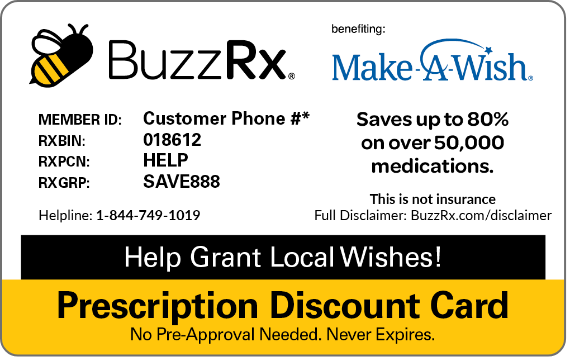 BuzzRx®
benefiting:
Make-A-Wish®
MEMBER ID: Customer Phone #*
RXBIN: 018612
RXPCN: HELP
RXGRP: SAVE888
Helpline: 1-844-749-1019
Saves up to 80%
on over 50,000
medications.
This is not insurance
Full Disclaimer: BuzzRx.com/disclaimer
Help Grant Local Wishes!
Prescription Discount Card
No Pre-Approval Needed. Never Expires.